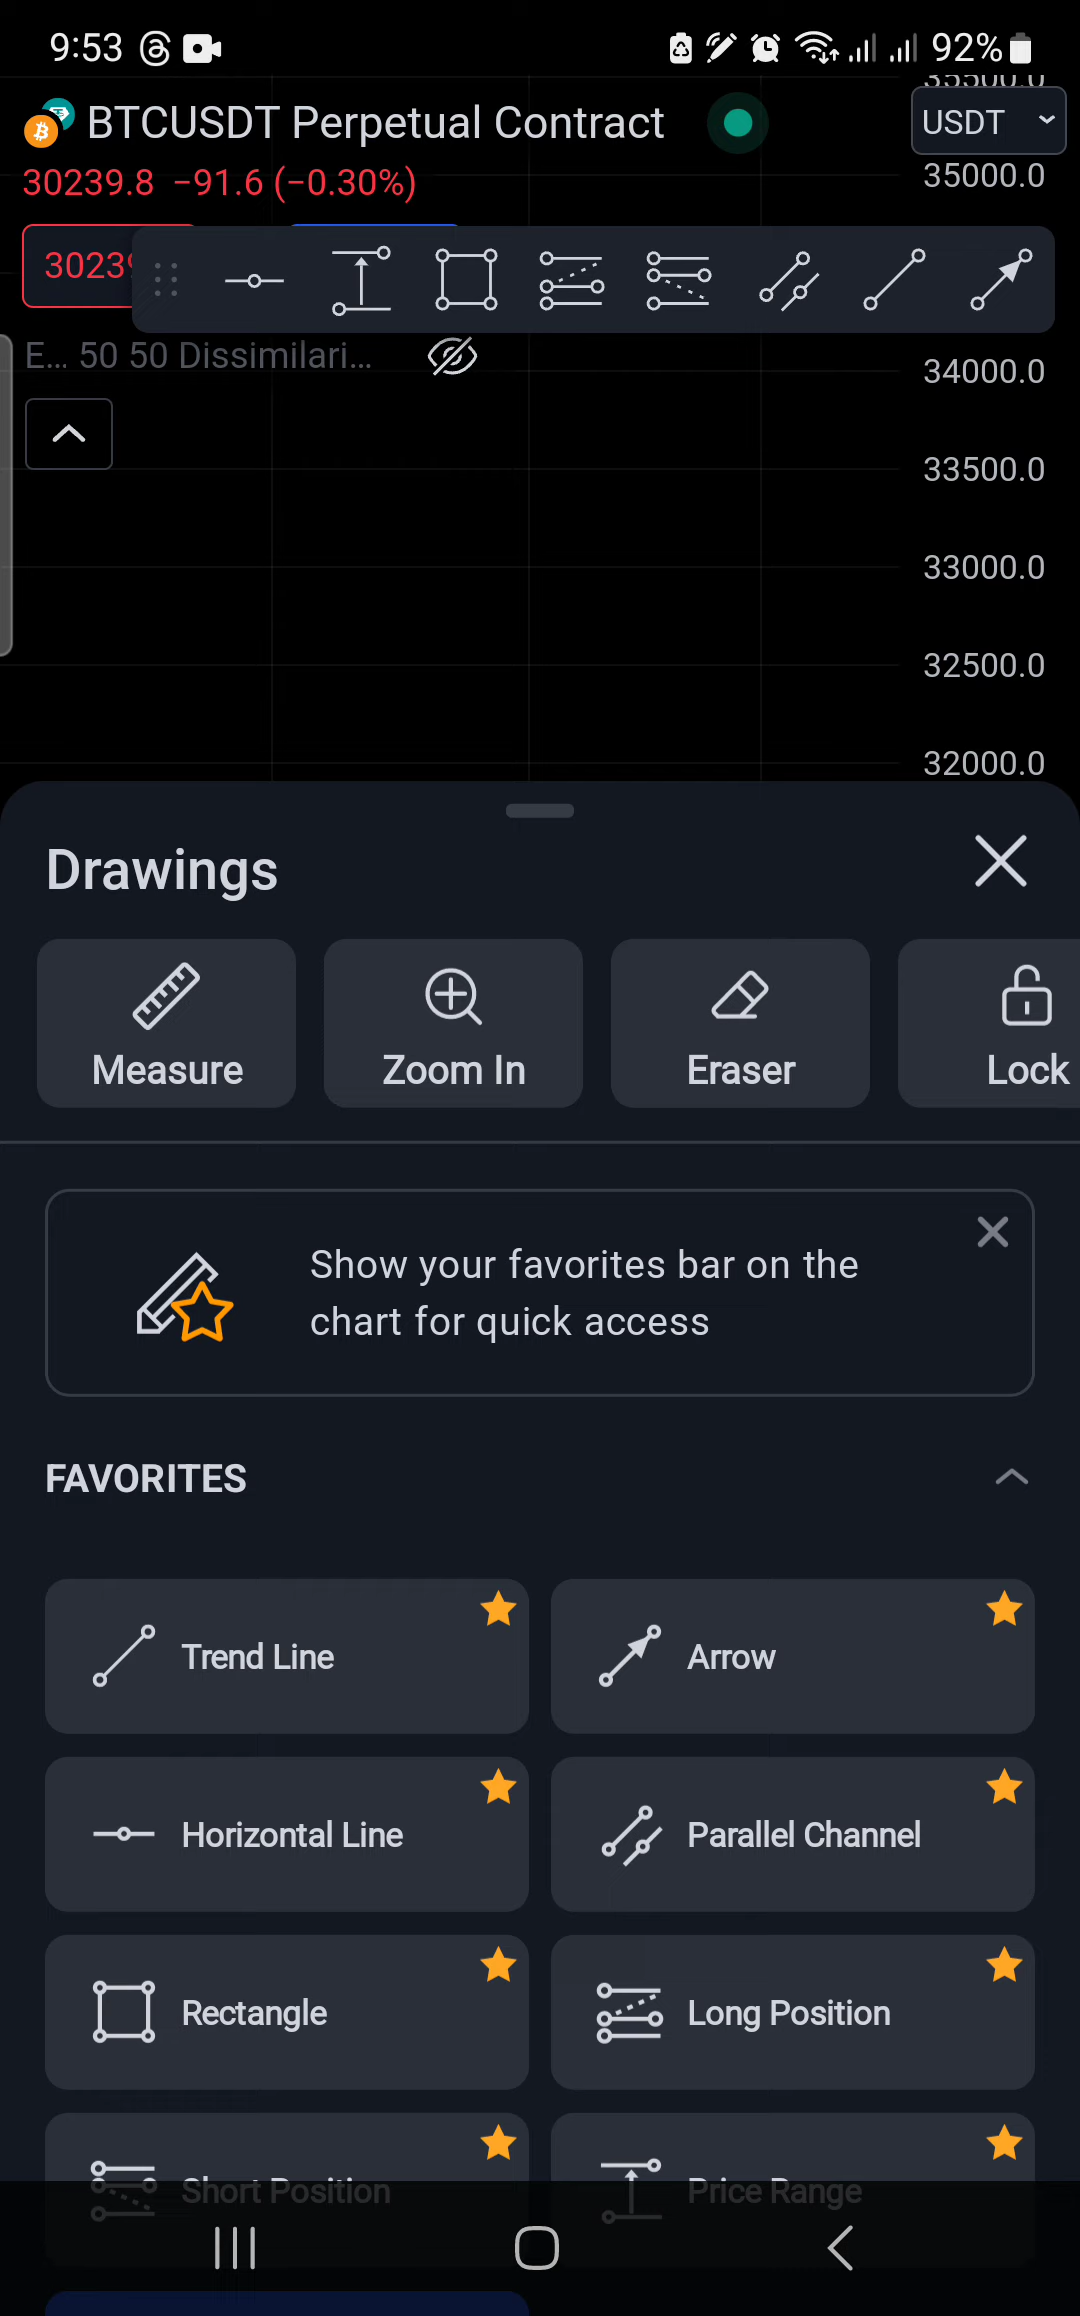 9:53 92%
35500.0
BTCUSDT Perpetual Contract
USDT
30239.8 −91.6 (−0.30%)
35000.0
E... 50 50 Dissimilari...
34000.0
33500.0
33000.0
32500.0
32000.0
Drawings
Measure
Zoom In
Eraser
Lock
Show your favorites bar on the
chart for quick access
FAVORITES
Trend Line
Arrow
Horizontal Line
Parallel Channel
Rectangle
Long Position
Short Position
Price Range